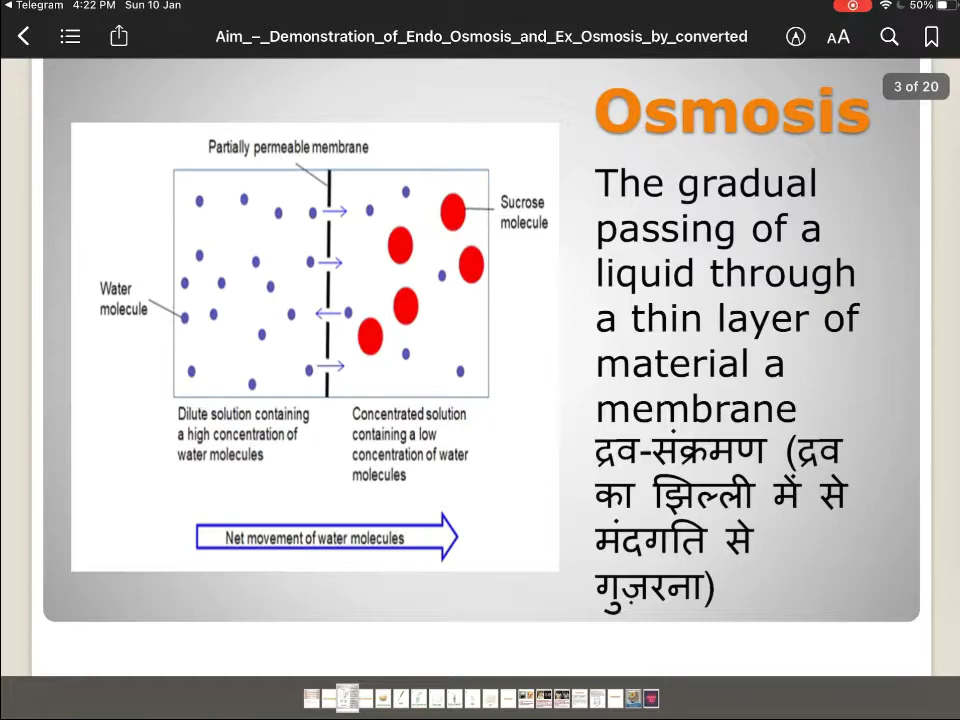 Telegram 4:22 PM Sun 10 Jan 50%
Aim_-_Demonstration_of_Endo_Osmosis_and_Ex_Osmosis_by_converted
AA
3 of 20
Osmosis
The gradual
passing of a
liquid through
a thin layer of
material a
membrane
द्रव-संक्रमण (द्रव
का झिल्ली में से
मंदगति से
गुज़रना)
Partially permeable membrane
Sucrose
molecule
Water
molecule
Dilute solution containing
a high concentration of
water molecules
Concentrated solution
containing a low
concentration of water
molecules
Net movement of water molecules